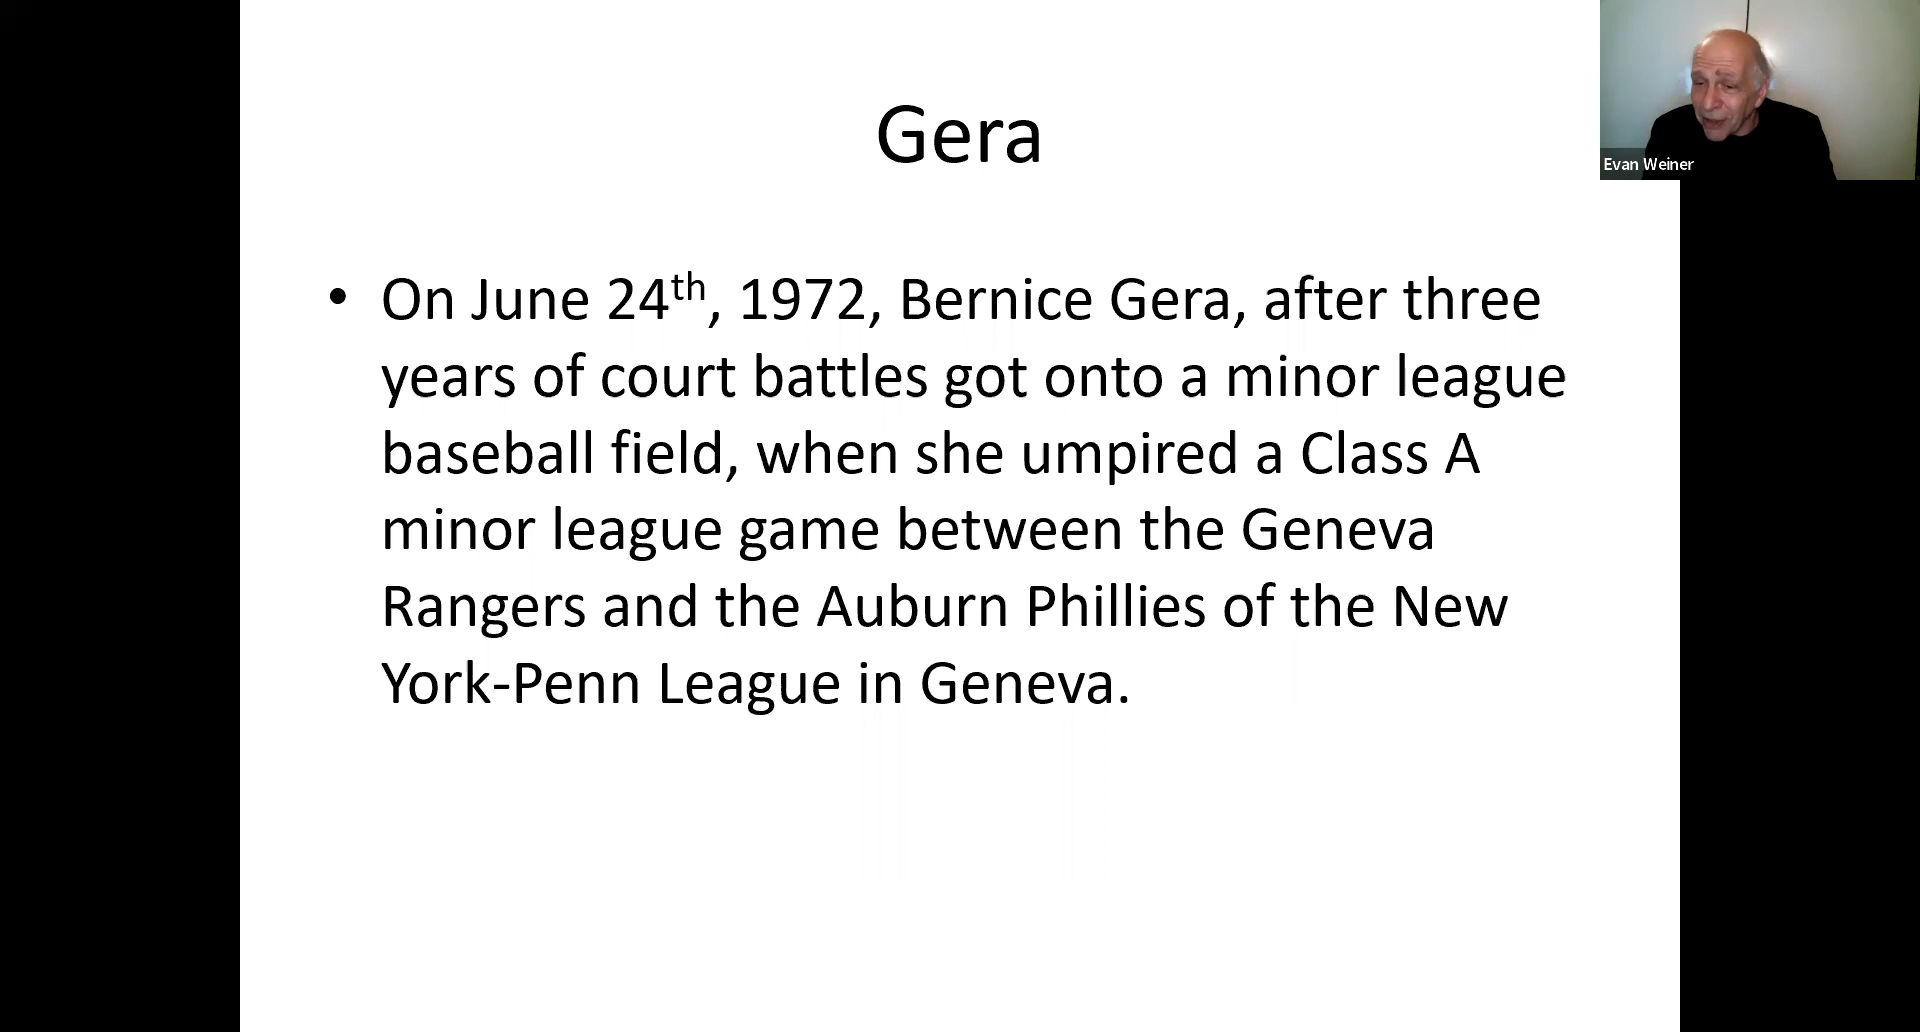 Gera
• On June 24th, 1972, Bernice Gera, after three
years of court battles got onto a minor league
baseball field, when she umpired a Class A
minor league game between the Geneva
Rangers and the Auburn Phillies of the New
York-Penn League in Geneva.
Evan Weiner